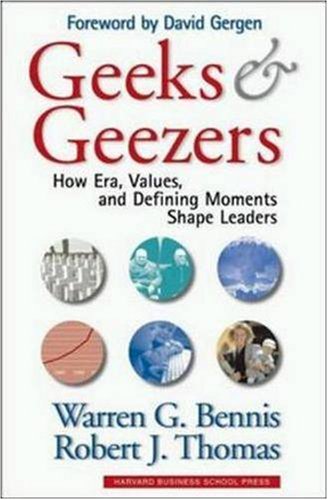 Foreword by David Gergen
Geeks &
Geezers
How Era, Values,
and Defining Moments
Shape Leaders
Warren G. Bennis
Robert J. Thomas
HARVARD BUSINESS SCHOOL PRESS